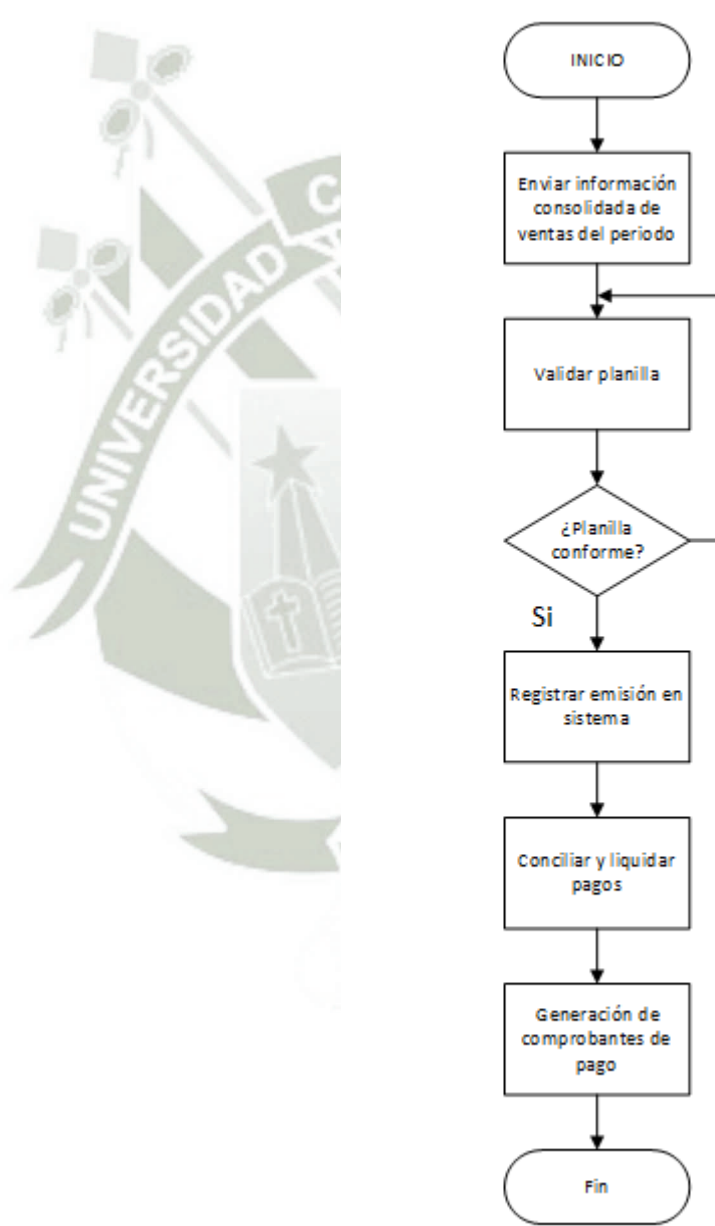 INICIO
Enviar información
consolidada de
ventas del periodo
Validar planilla
¿Planilla
conforme?
Si
Registrar emisión en
sistema
Conciliar y liquidar
pagos
Generación de
comprobantes de
pago
Fin
UNIVERSIDAD C